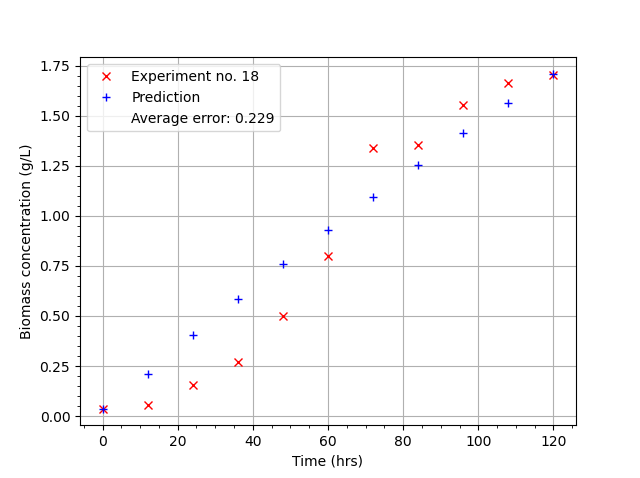 Experiment no. 18
Prediction
Average error: 0.229
Biomass concentration (g/L)
1.75
1.50
1.25
1.00
0.75
0.50
0.25
0.00
0 20 40 60 80 100 120
Time (hrs)